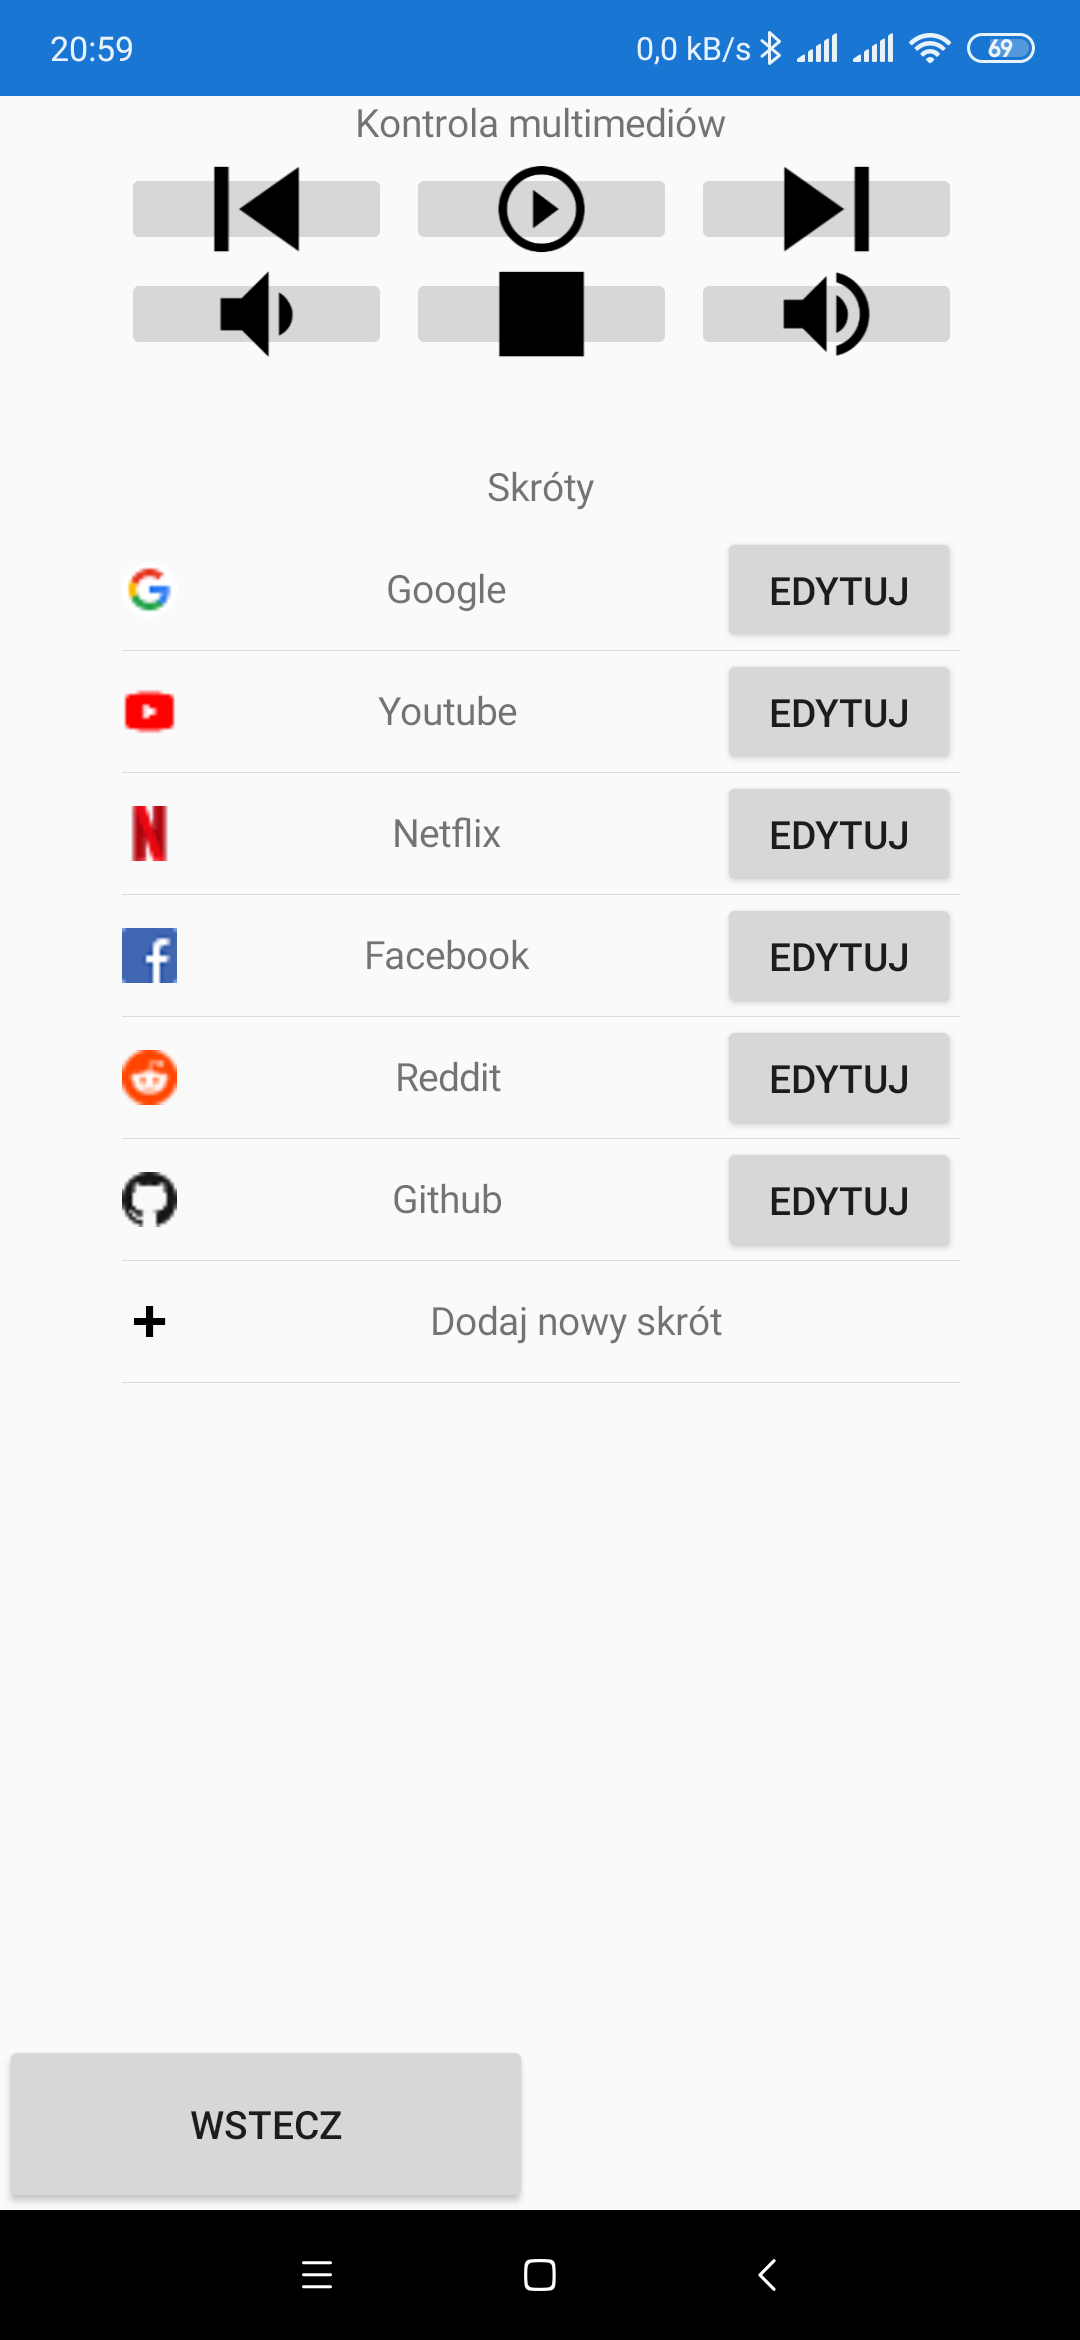 20:59 0,0 kB/s 69
Kontrola multimediów
Skróty
Google EDYTUJ
Youtube EDYTUJ
Netflix EDYTUJ
Facebook EDYTUJ
Reddit EDYTUJ
Github EDYTUJ
Dodaj nowy skrót
WSTECZ